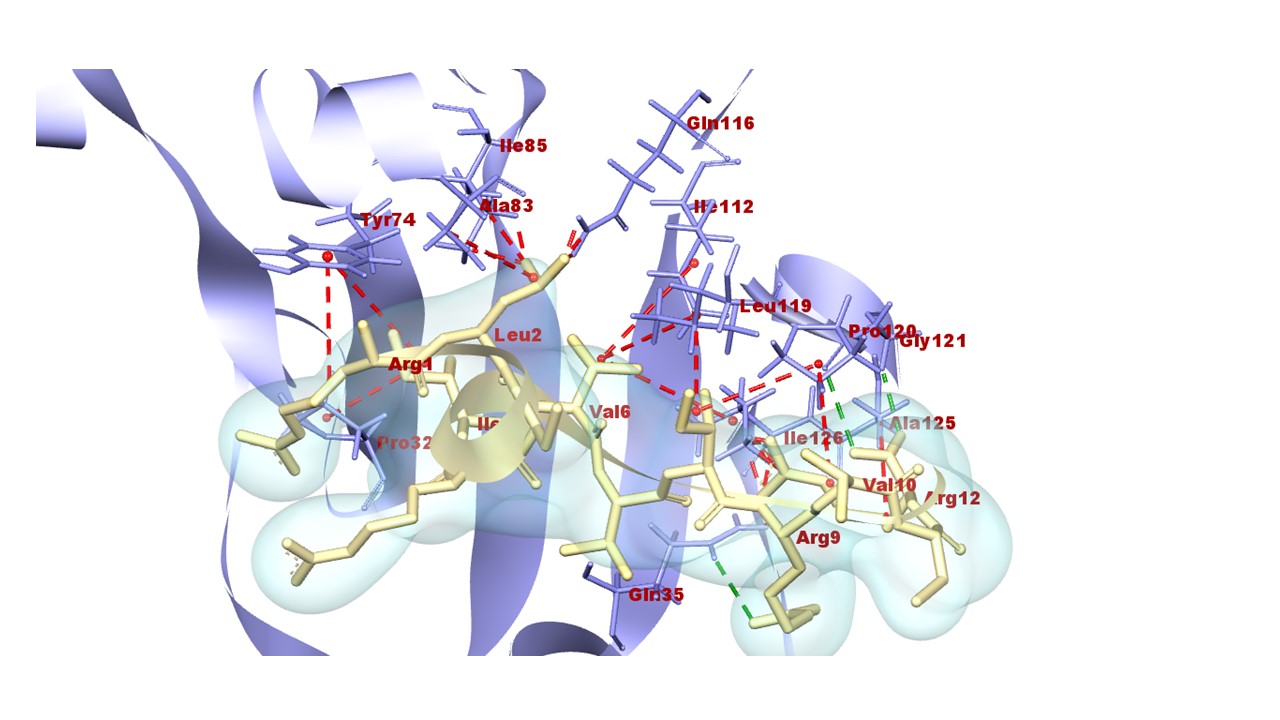 Gln116
Ile85
Ala83
Ile112
Tyr74
Leu119
Pro120
Gly121
Leu2
Arg1
Val6
Ala125
Ile126
Pro32
Val10
Arg12
Arg9
Gln35